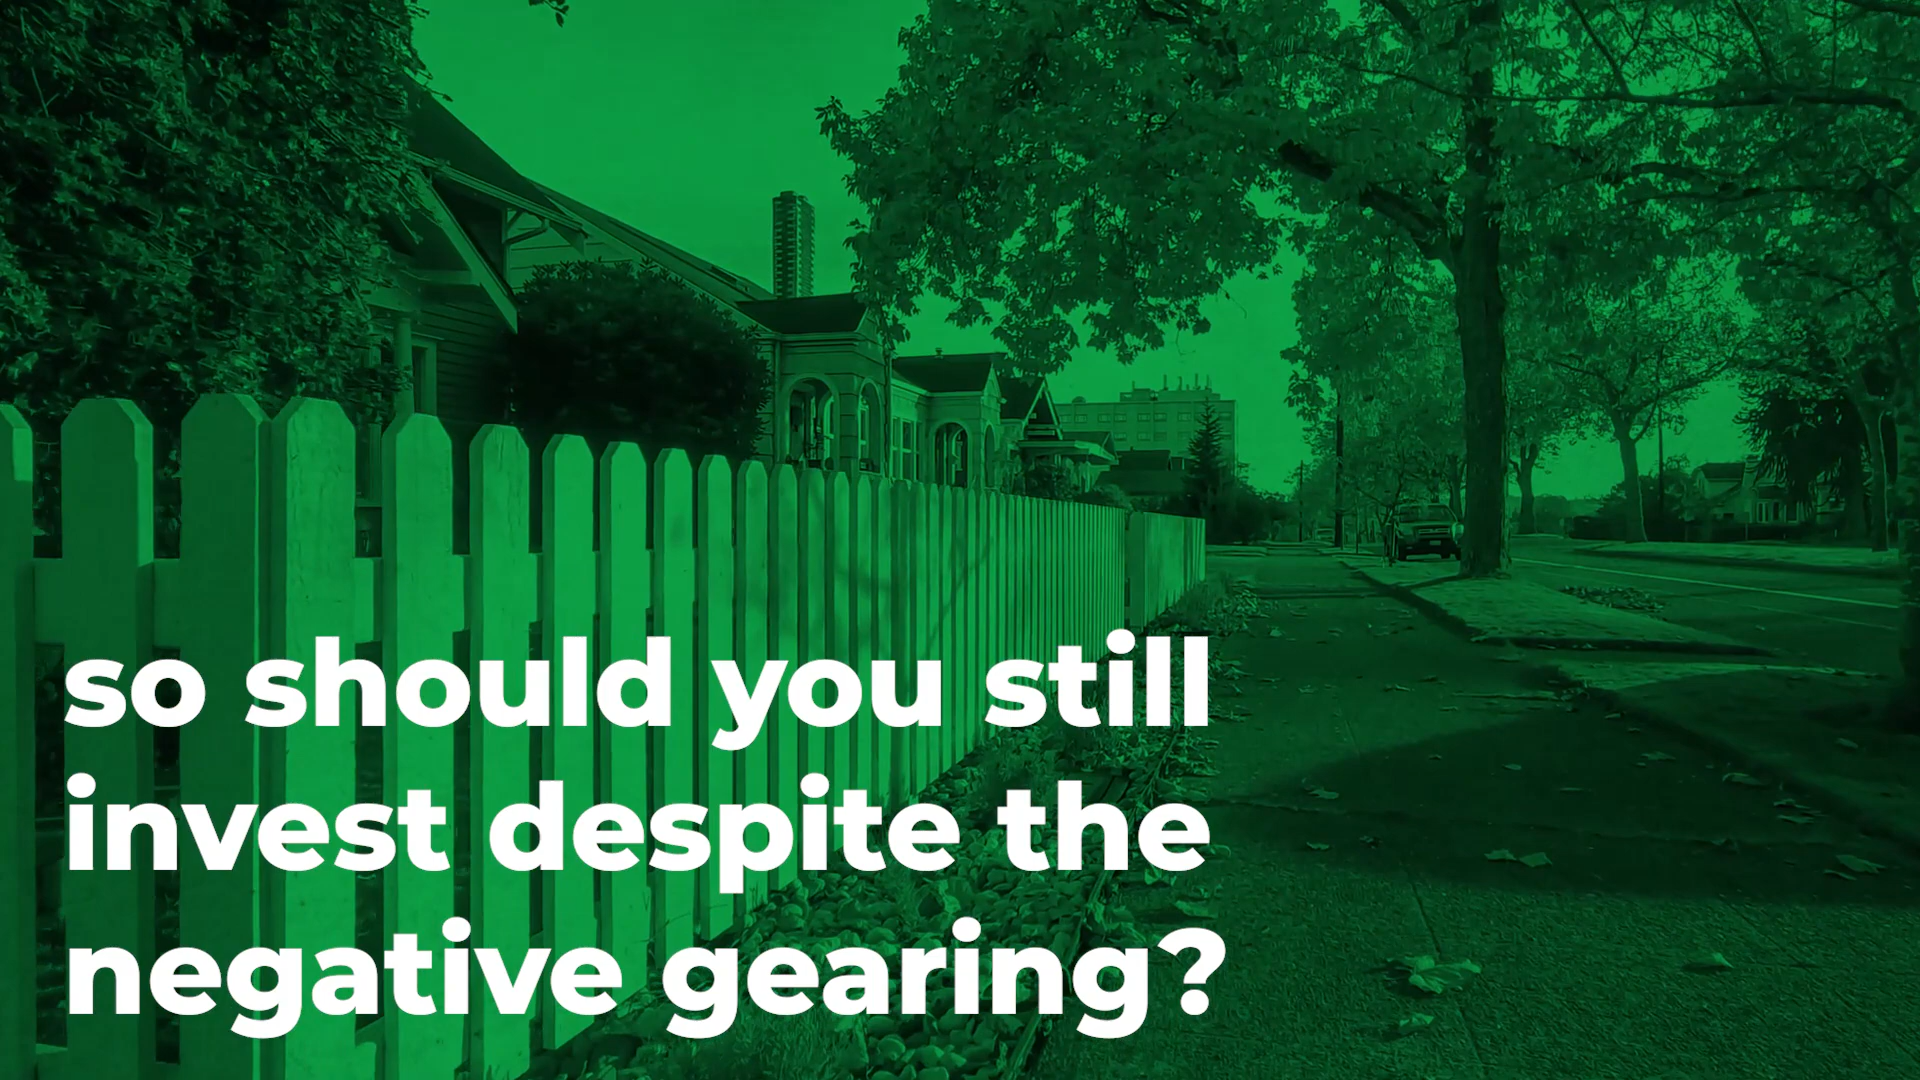 so should you still
invest despite the
negative gearing?